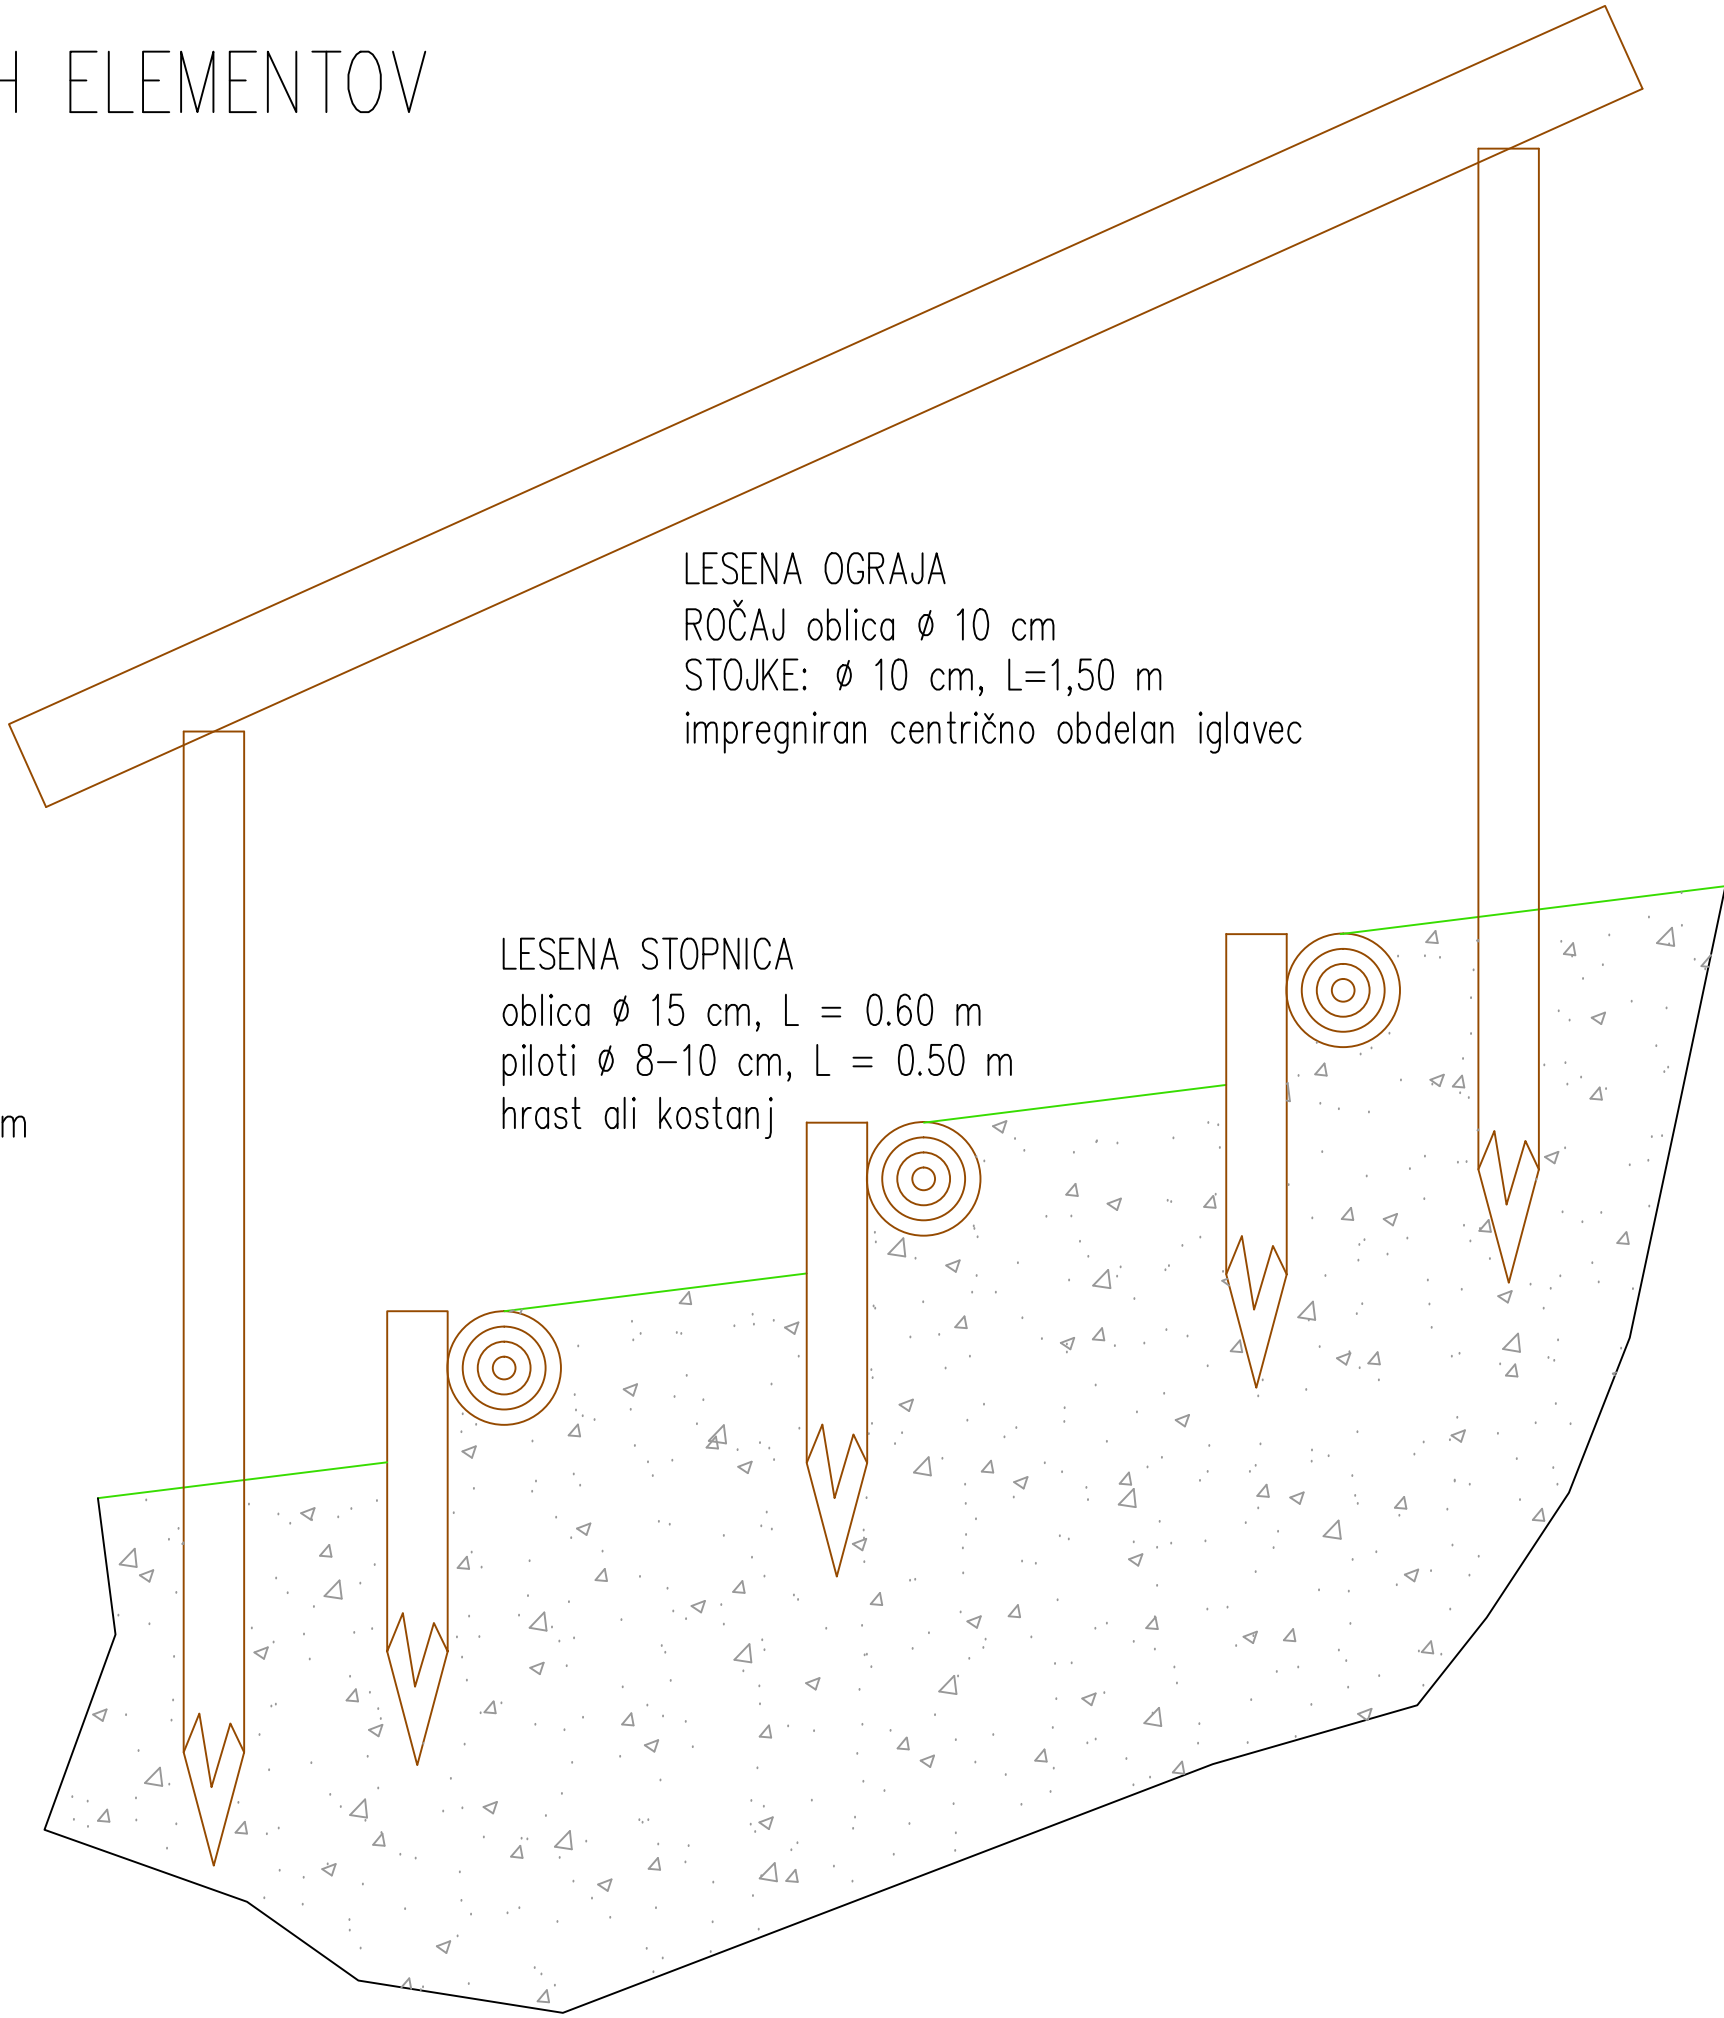 H ELEMENTOV
LESENA OGRAJA
ROČAJ oblica ⌀ 10 cm
STOJKE: ⌀ 10 cm, L=1,50 m
impregniran centrično obdelan iglavec
LESENA STOPNICA
oblica ⌀ 15 cm, L = 0.60 m
piloti ⌀ 8-10 cm, L = 0.50 m
hrast ali kostanj
m